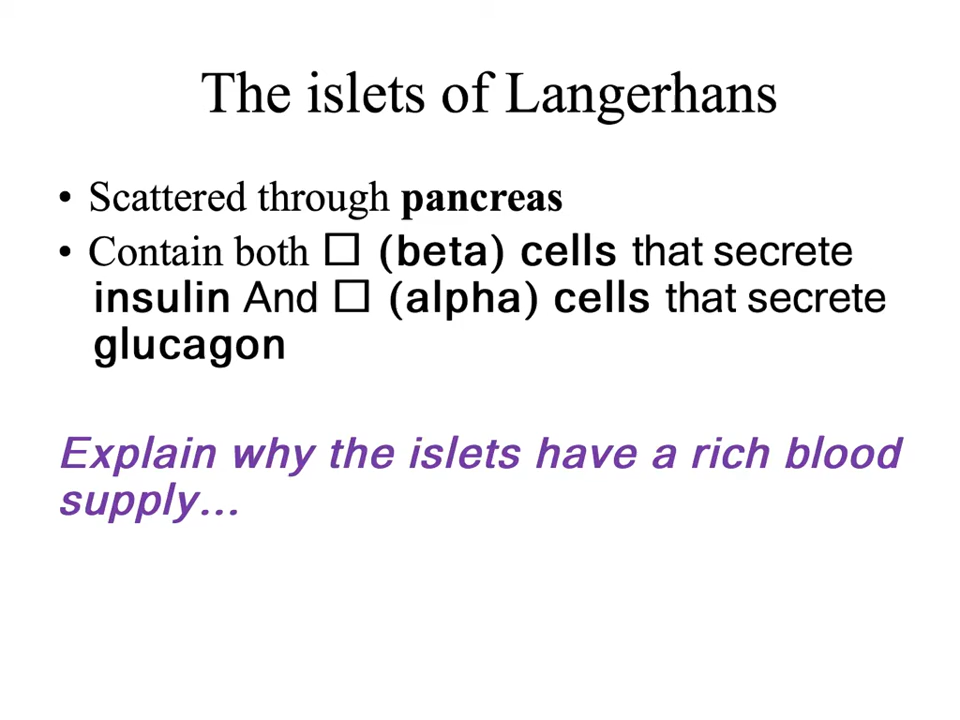 The islets of Langerhans
• Scattered through pancreas
• Contain both □ (beta) cells that secrete
insulin And □ (alpha) cells that secrete
glucagon
Explain why the islets have a rich blood
supply...